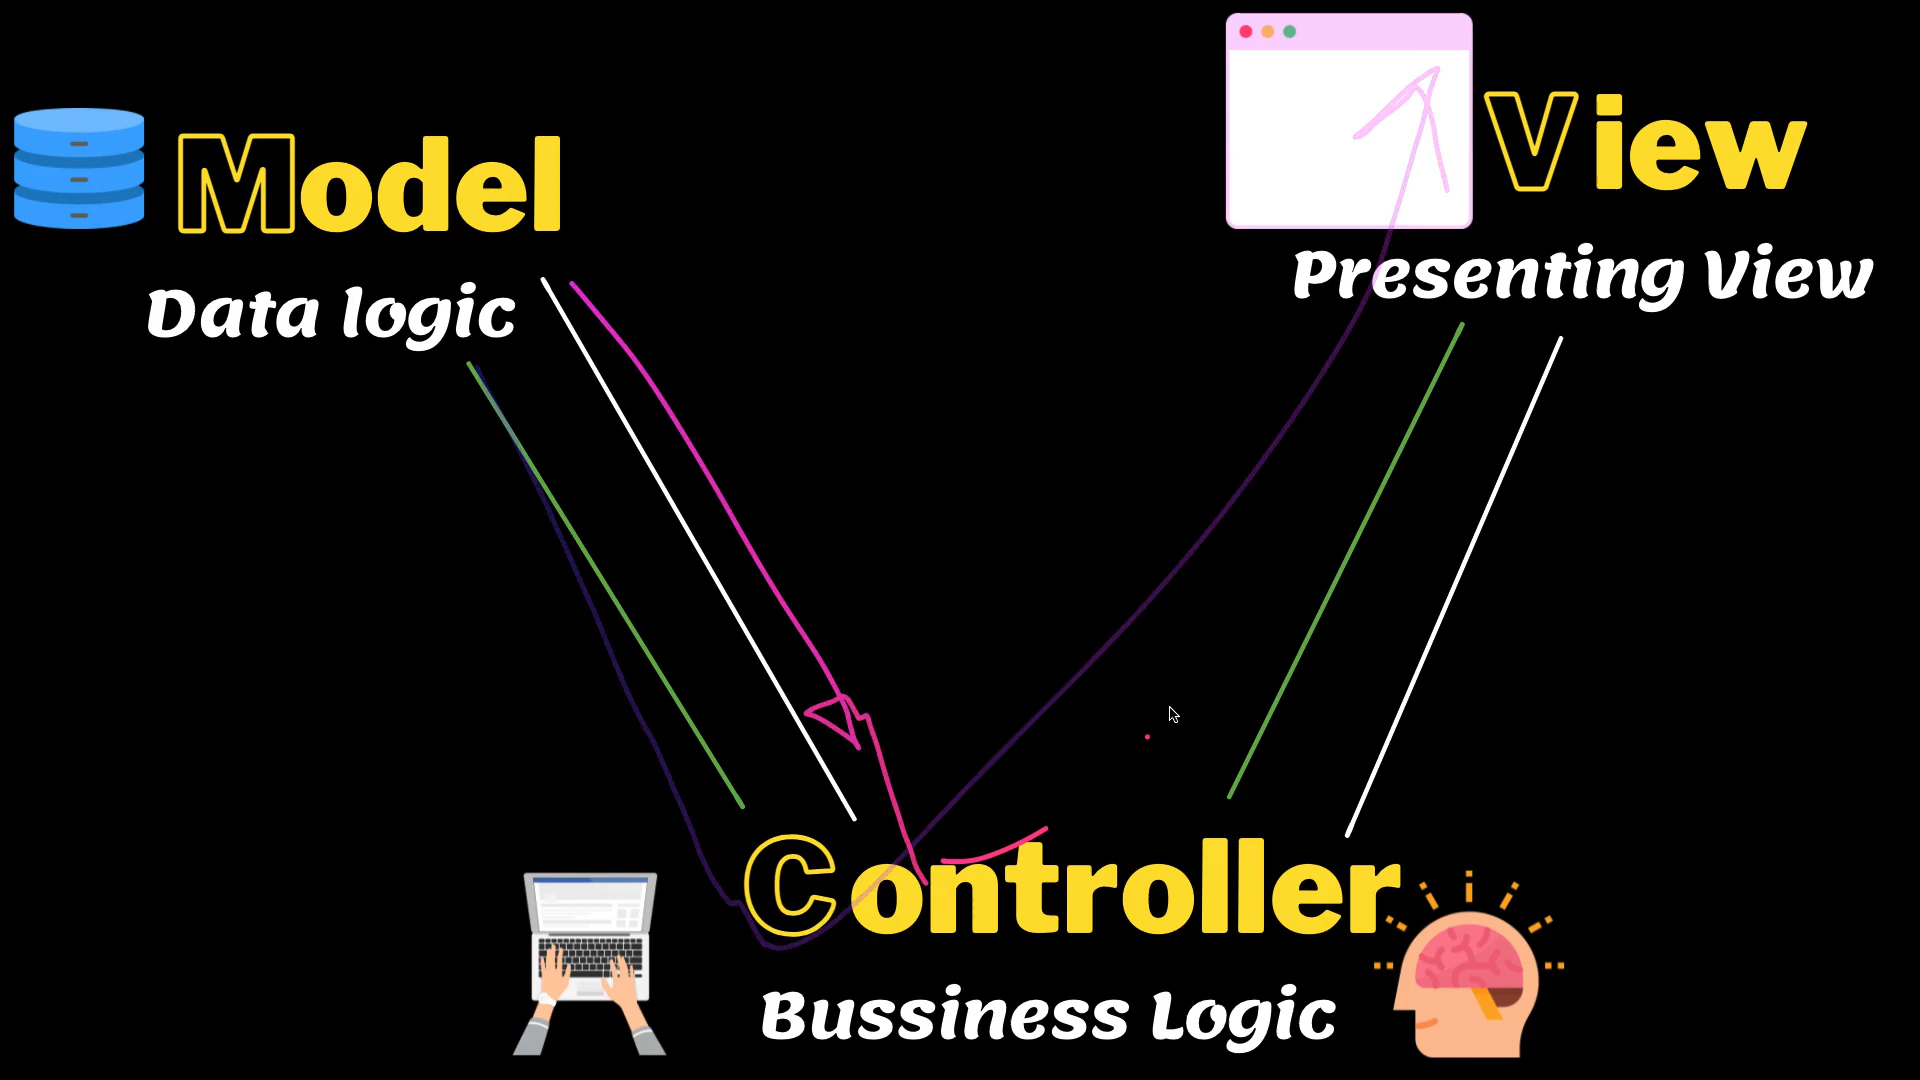 Model
Data logic
View
Presenting View
Controller
Bussiness Logic